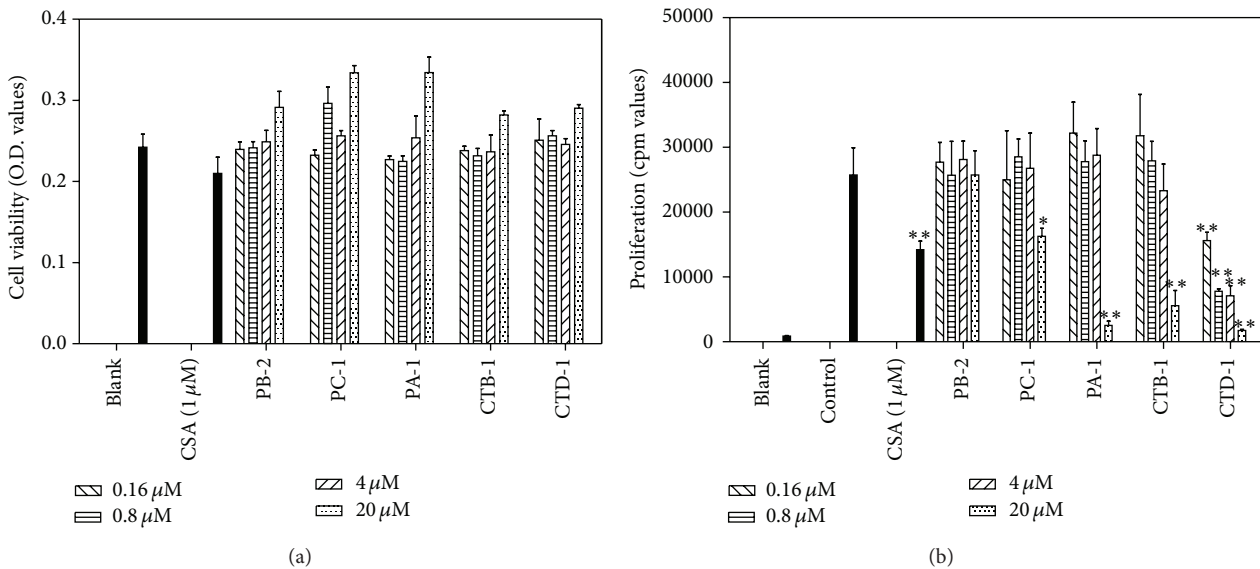 0.4
0.3
0.2
0.1
0.0
Cell viability (O.D. values)
Blank
CSA (1 μM)
PB-2
PC-1
PA-1
CTB-1
CTD-1
0.16 μM
0.8 μM
4 μM
20 μM
(a)
50000
40000
30000
20000
10000
0
Proliferation (cpm values)
**
*
**
**
**
**
**
**
Blank
Control
CSA (1 μM)
PB-2
PC-1
PA-1
CTB-1
CTD-1
0.16 μM
0.8 μM
4 μM
20 μM
(b)